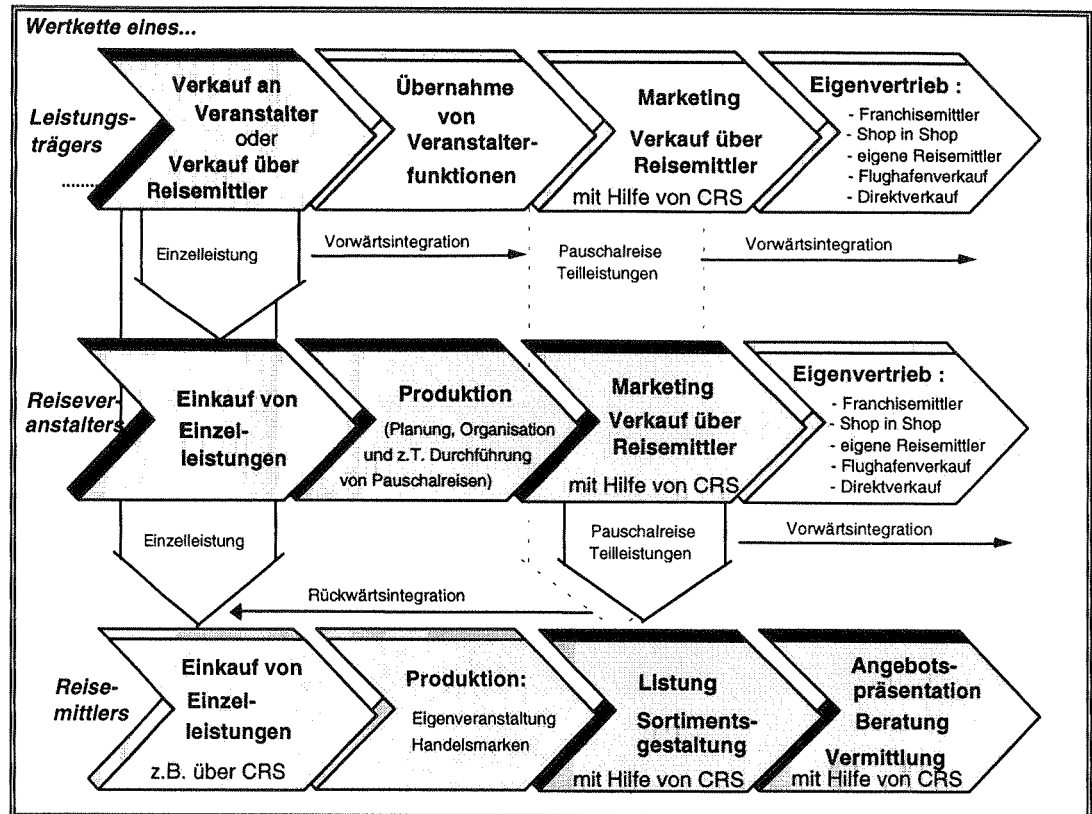 Wertkette eines...
Leistungs-
trägers
..........
Verkauf an
Veranstalter
oder
Verkauf über
Reisemittler
Übernahme
von
Veranstalter-
funktionen
Marketing
Verkauf über
Reisemittler
mit Hilfe von CRS
Eigenvertrieb :
- Franchisemittler
- Shop in Shop
- eigene Reisemittler
- Flughafenverkauf
- Direktverkauf
Einzelleistung
Vorwärtsintegration
Pauschalreise
Teilleistungen
Vorwärtsintegration
Reisever-
anstalters
Einkauf von
Einzel-
leistungen
Produktion
(Planung, Organisation
und z.T. Durchführung
von Pauschalreisen)
Marketing
Verkauf über
Reisemittler
mit Hilfe von CRS
Eigenvertrieb :
- Franchisemittler
- Shop in Shop
- eigene Reisemittler
- Flughafenverkauf
- Direktverkauf
Einzelleistung
Pauschalreise
Teilleistungen
Vorwärtsintegration
Rückwärtsintegration
Reise-
mittlers
Einkauf von
Einzel-
leistungen
z.B. über CRS
Produktion:
Eigenveranstaltung
Handelsmarken
Listung
Sortiments-
gestaltung
mit Hilfe von CRS
Angebots-
präsentation
Beratung
Vermittlung
mit Hilfe von CRS